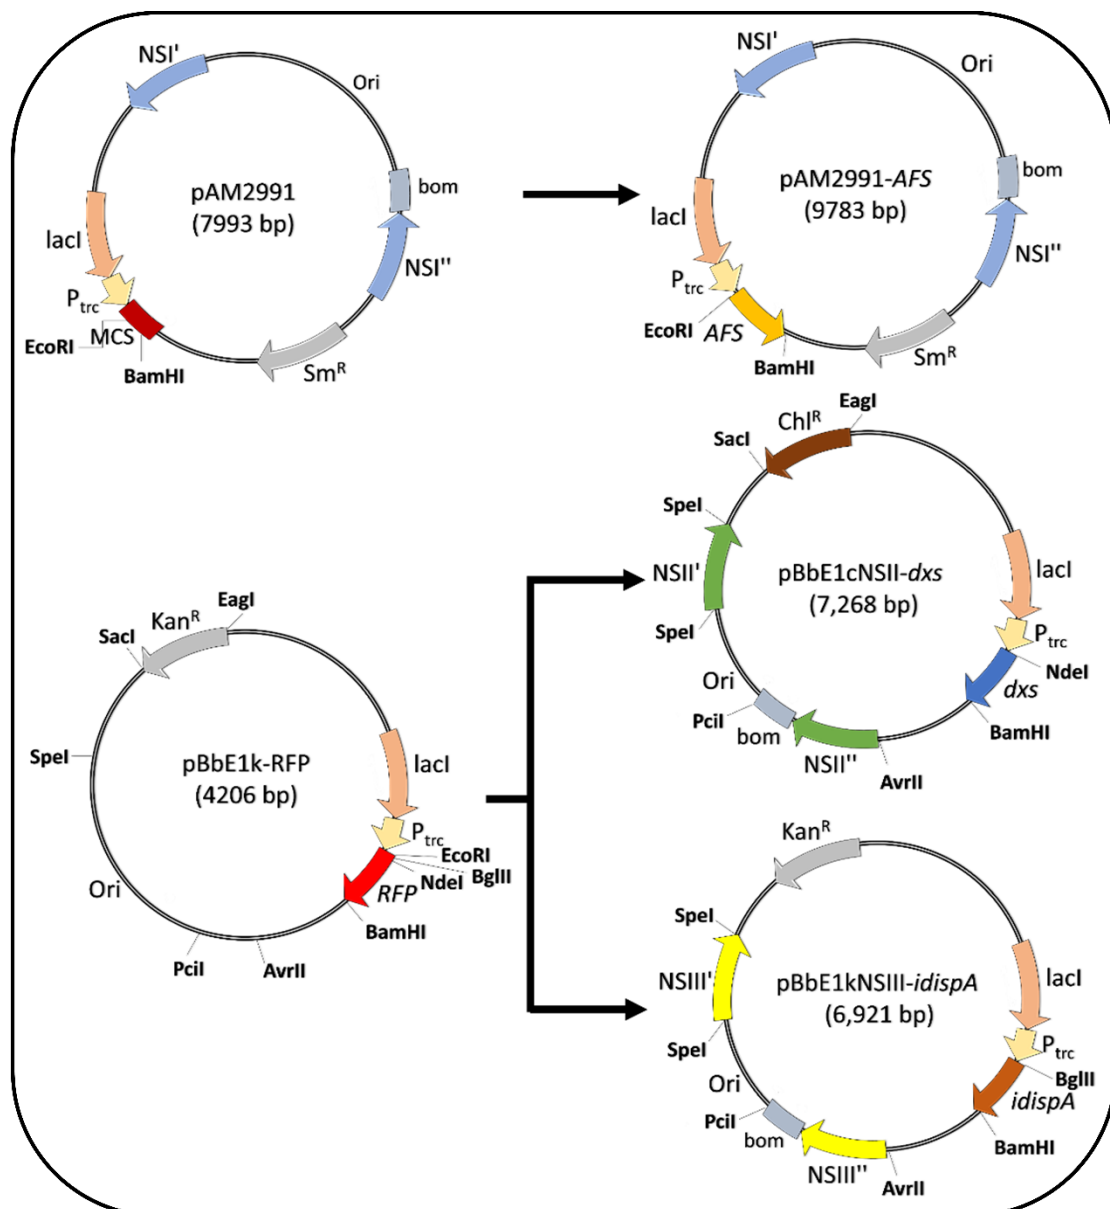 NSI'
Ori
pAM2991
(7993 bp)
bom
lacI
NSI''
Ptrc
MCS
EcoRI
BamHI
SmR
NSI'
Ori
pAM2991-AFS
(9783 bp)
bom
lacI
NSI''
Ptrc
EcoRI
AFS
BamHI
SmR
EagI
ChlR
SacI
SpeI
NSII'
pBbE1cNSII-dxs
(7,268 bp)
lacI
SpeI
Ptrc
NdeI
Ori
dxs
PciI
BamHI
bom
NSII''
AvrII
EagI
KanR
SacI
SpeI
pBbE1k-RFP
(4206 bp)
lacI
Ptrc
EcoRI
BglII
NdeI
RFP
Ori
BamHI
PciI
AvrII
KanR
SpeI
NSIII'
pBbE1kNSIII-idispA
(6,921 bp)
lacI
SpeI
Ptrc
BglII
Ori
idispA
PciI
bom
BamHI
NSIII''
AvrII